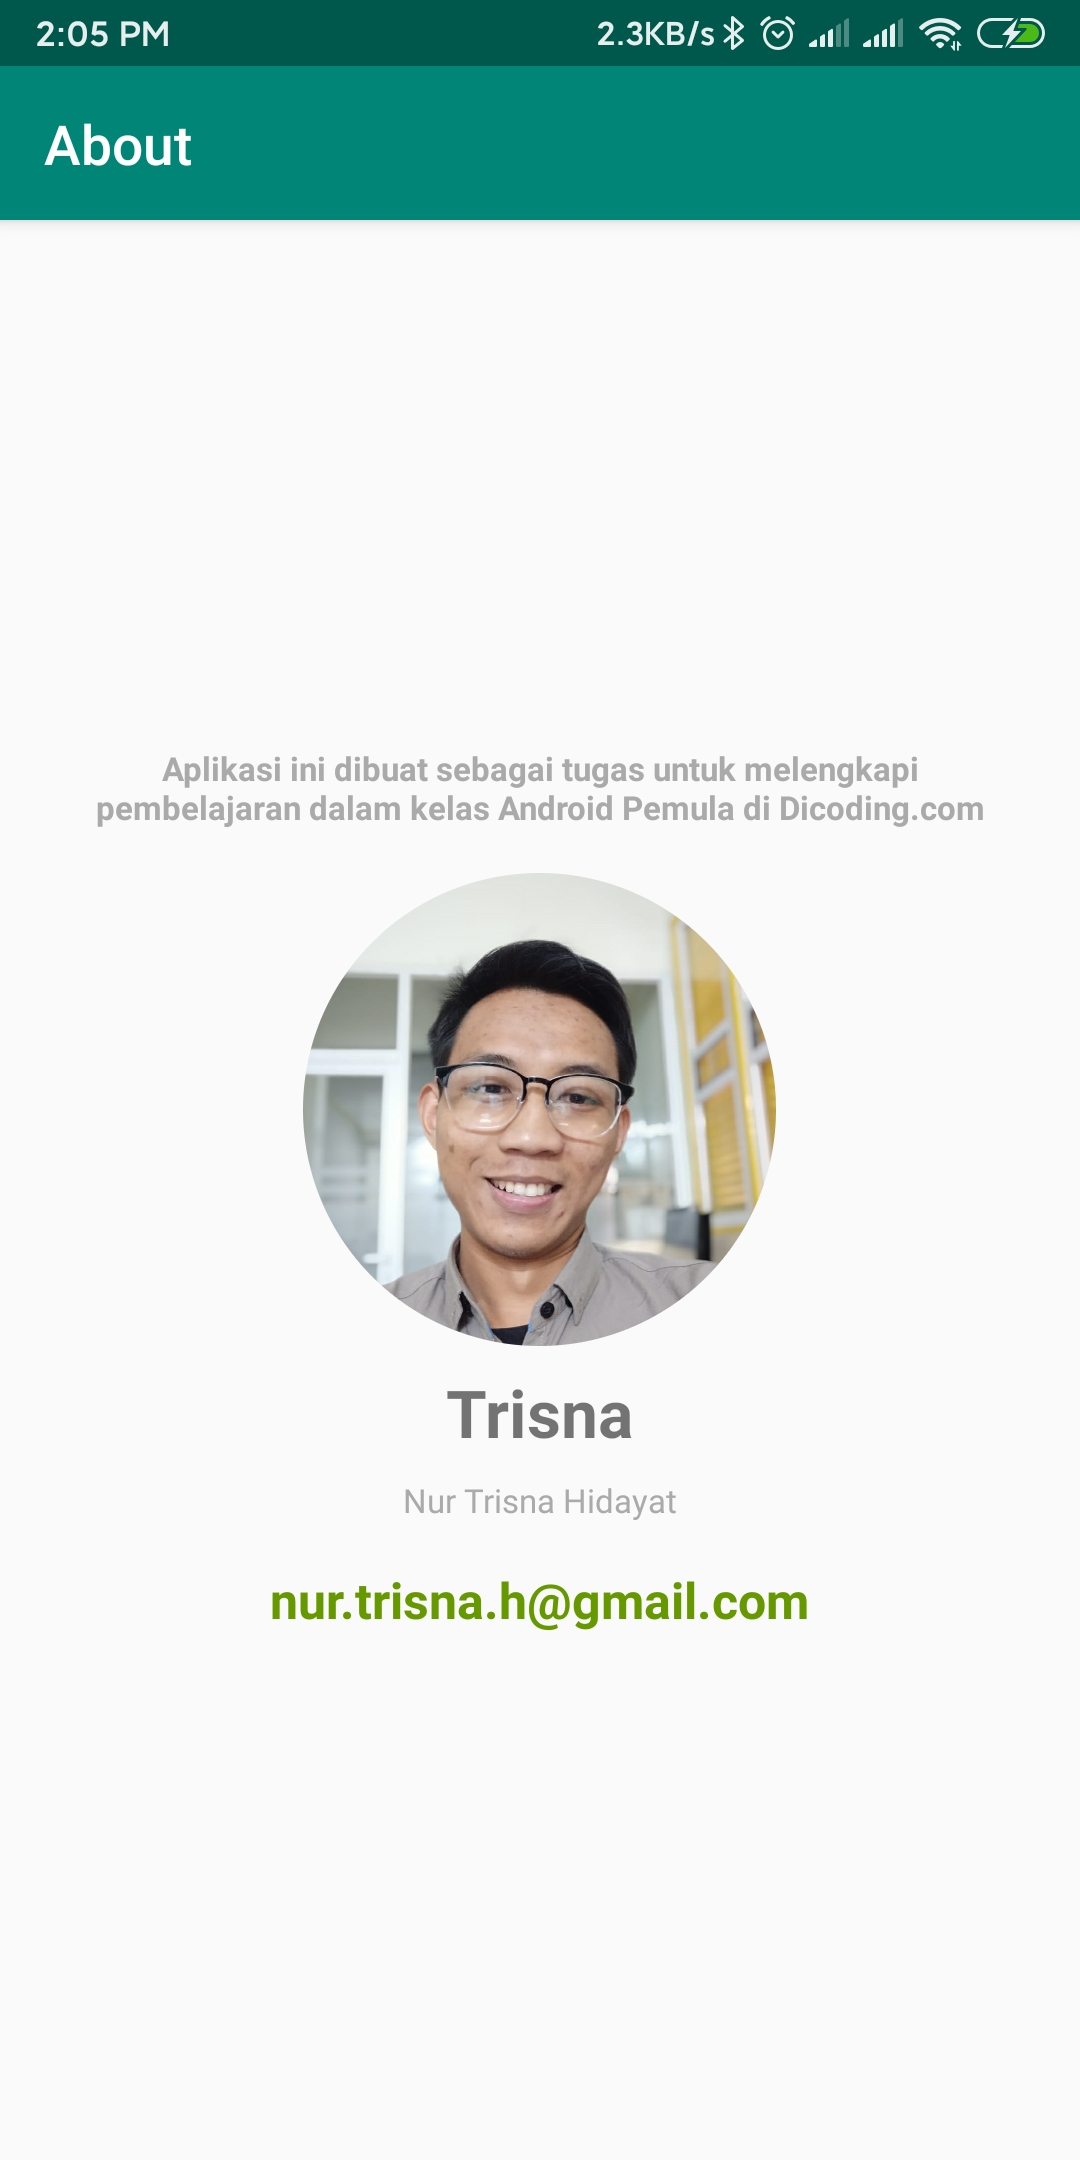 2:05 PM 2.3KB/s
About
Aplikasi ini dibuat sebagai tugas untuk melengkapi
pembelajaran dalam kelas Android Pemula di Dicoding.com
Trisna
Nur Trisna Hidayat
nur.trisna.h@gmail.com